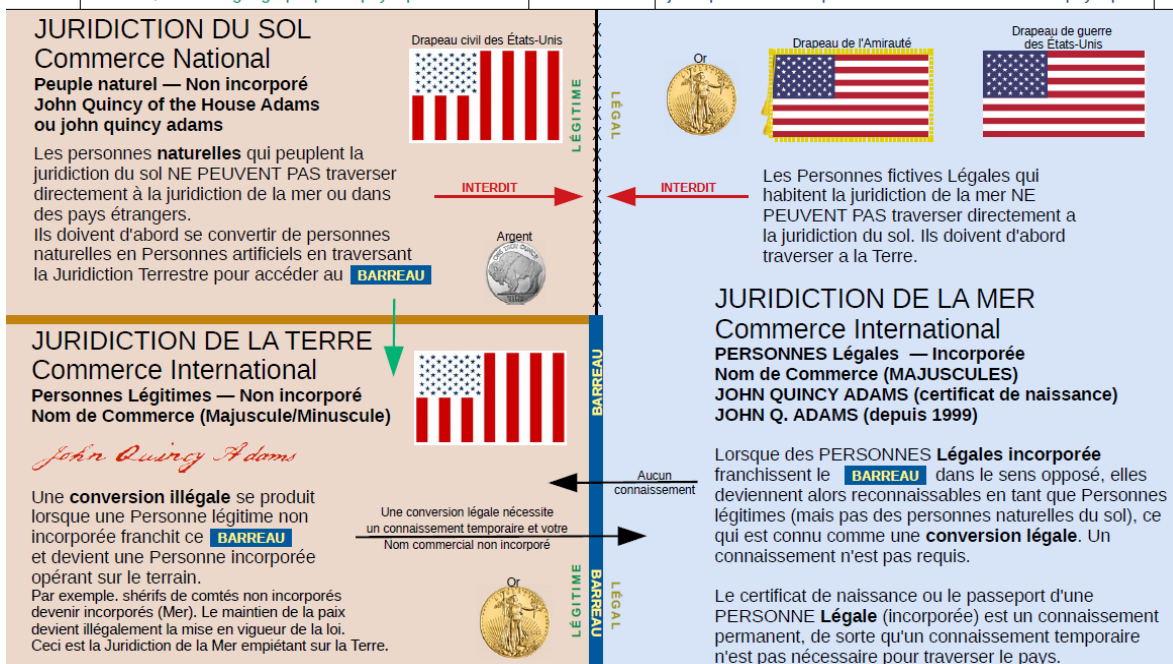 JURIDICTION DU SOL
Commerce National
Peuple naturel — Non incorporé
John Quincy of the House Adams
ou john quincy adams
Drapeau civil des États-Unis
Les personnes naturelles qui peuplent la
juridiction du sol NE PEUVENT PAS traverser
directement à la juridiction de la mer ou dans
des pays étrangers.
Ils doivent d'abord se convertir de personnes
naturelles en Personnes artificiels en traversant
la Juridiction Terrestre pour accéder au BARREAU
INTERDIT
Argent
LÉGITIME
LÉGAL
Or
Drapeau de l'Amirauté
Drapeau de guerre
des États-Unis
INTERDIT
Les Personnes fictives Légales qui
habitent la juridiction de la mer NE
PEUVENT PAS traverser directement a
la juridiction du sol. Ils doivent d'abord
traverser a la Terre.
JURIDICTION DE LA TERRE
Commerce International
Personnes Légitimes — Non incorporé
Nom de Commerce (Majuscule/Minuscule)
John Quincy Adams
Une conversion illégale se produit
lorsque une Personne légitime non
incorporée franchit ce BARREAU
et devient une Personne incorporée
opérant sur le terrain.
Par exemple. shérifs de comtés non incorporés
devenir incorporés (Mer). Le maintien de la paix
devient illégalement la mise en vigueur de la loi.
Ceci est la Juridiction de la Mer empiétant sur la Terre.
Une conversion légale nécessite
un connaissement temporaire et votre
Nom commercial non incorporé
Or
BARREAU
LÉGITIME
BARREAU
LÉGAL
Aucun
connaissement
JURIDICTION DE LA MER
Commerce International
PERSONNES Légales — Incorporée
Nom de Commerce (MAJUSCULES)
JOHN QUINCY ADAMS (certificat de naissance)
JOHN Q. ADAMS (depuis 1999)
Lorsque des PERSONNES Légales incorporée
franchissent le BARREAU dans le sens opposé, elles
deviennent alors reconnaissables en tant que Personnes
légitimes (mais pas des personnes naturelles du sol), ce
qui est connu comme une conversion légale. Un
connaissement n'est pas requis.
Le certificat de naissance ou le passeport d'une
PERSONNE Légale (incorporée) est un connaissement
permanent, de sorte qu'un connaissement temporaire
n'est pas nécessaire pour traverser le pays.